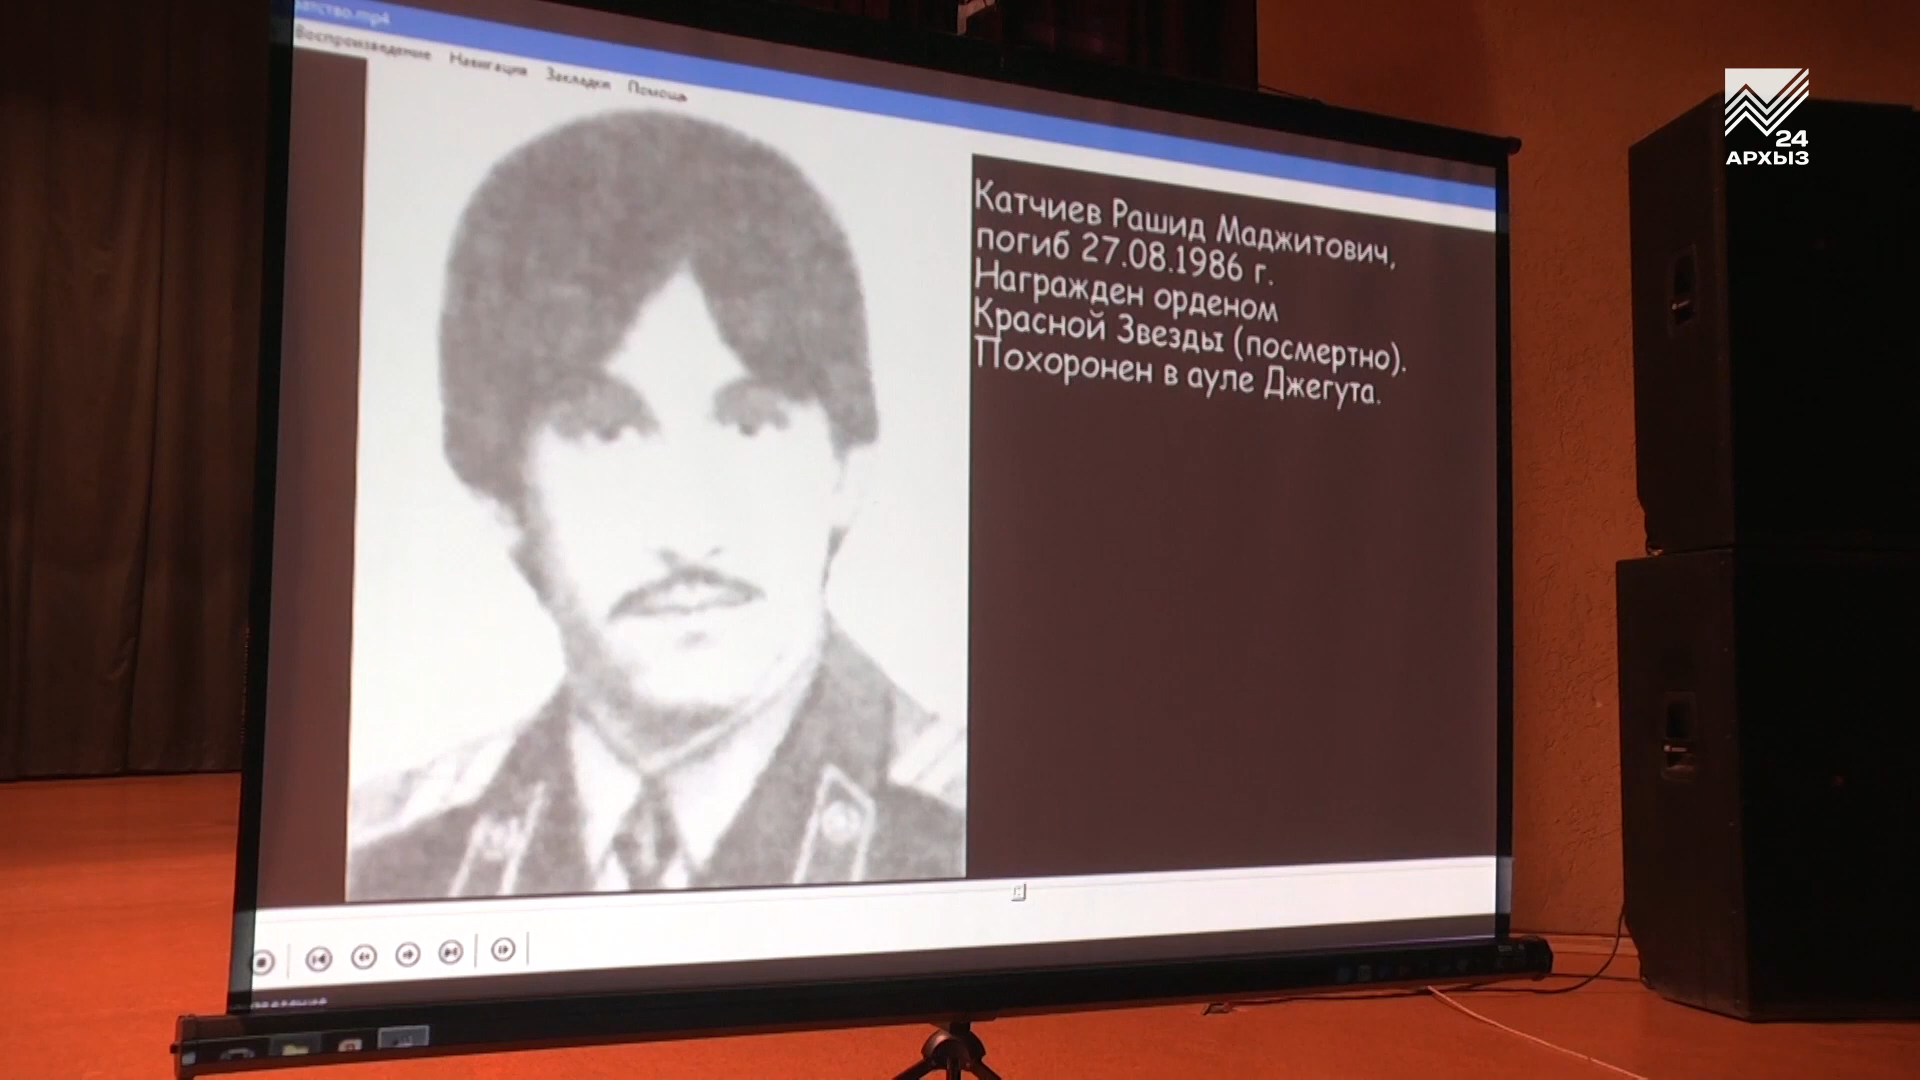 Воспроизведение Навигация Закладки Помощь
24
АРХЫЗ
Катчиев Рашид Маджитович,
погиб 27.08.1986 г.
Награжден орденом
Красной Звезды (посмертно).
Похоронен в ауле Джегута.